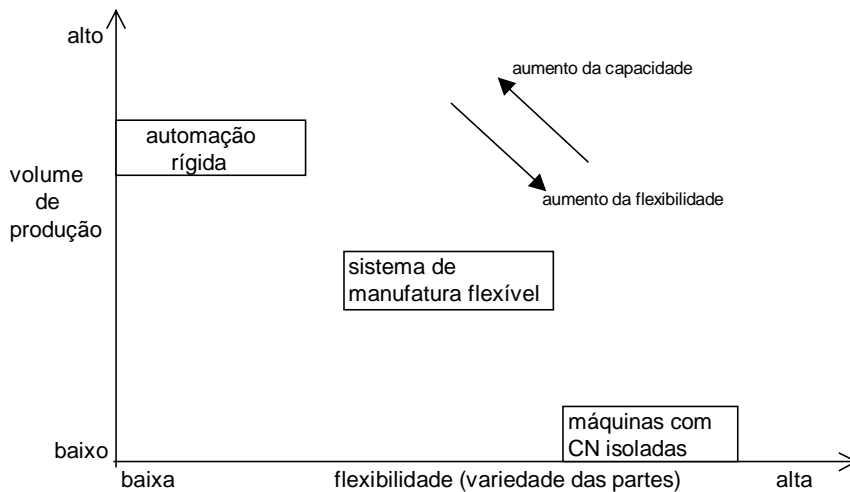 alto
aumento da capacidade
automação
rígida
volume
de
produção
aumento da flexibilidade
sistema de
manufatura flexível
máquinas com
CN isoladas
baixo
baixa
flexibilidade (variedade das partes)
alta